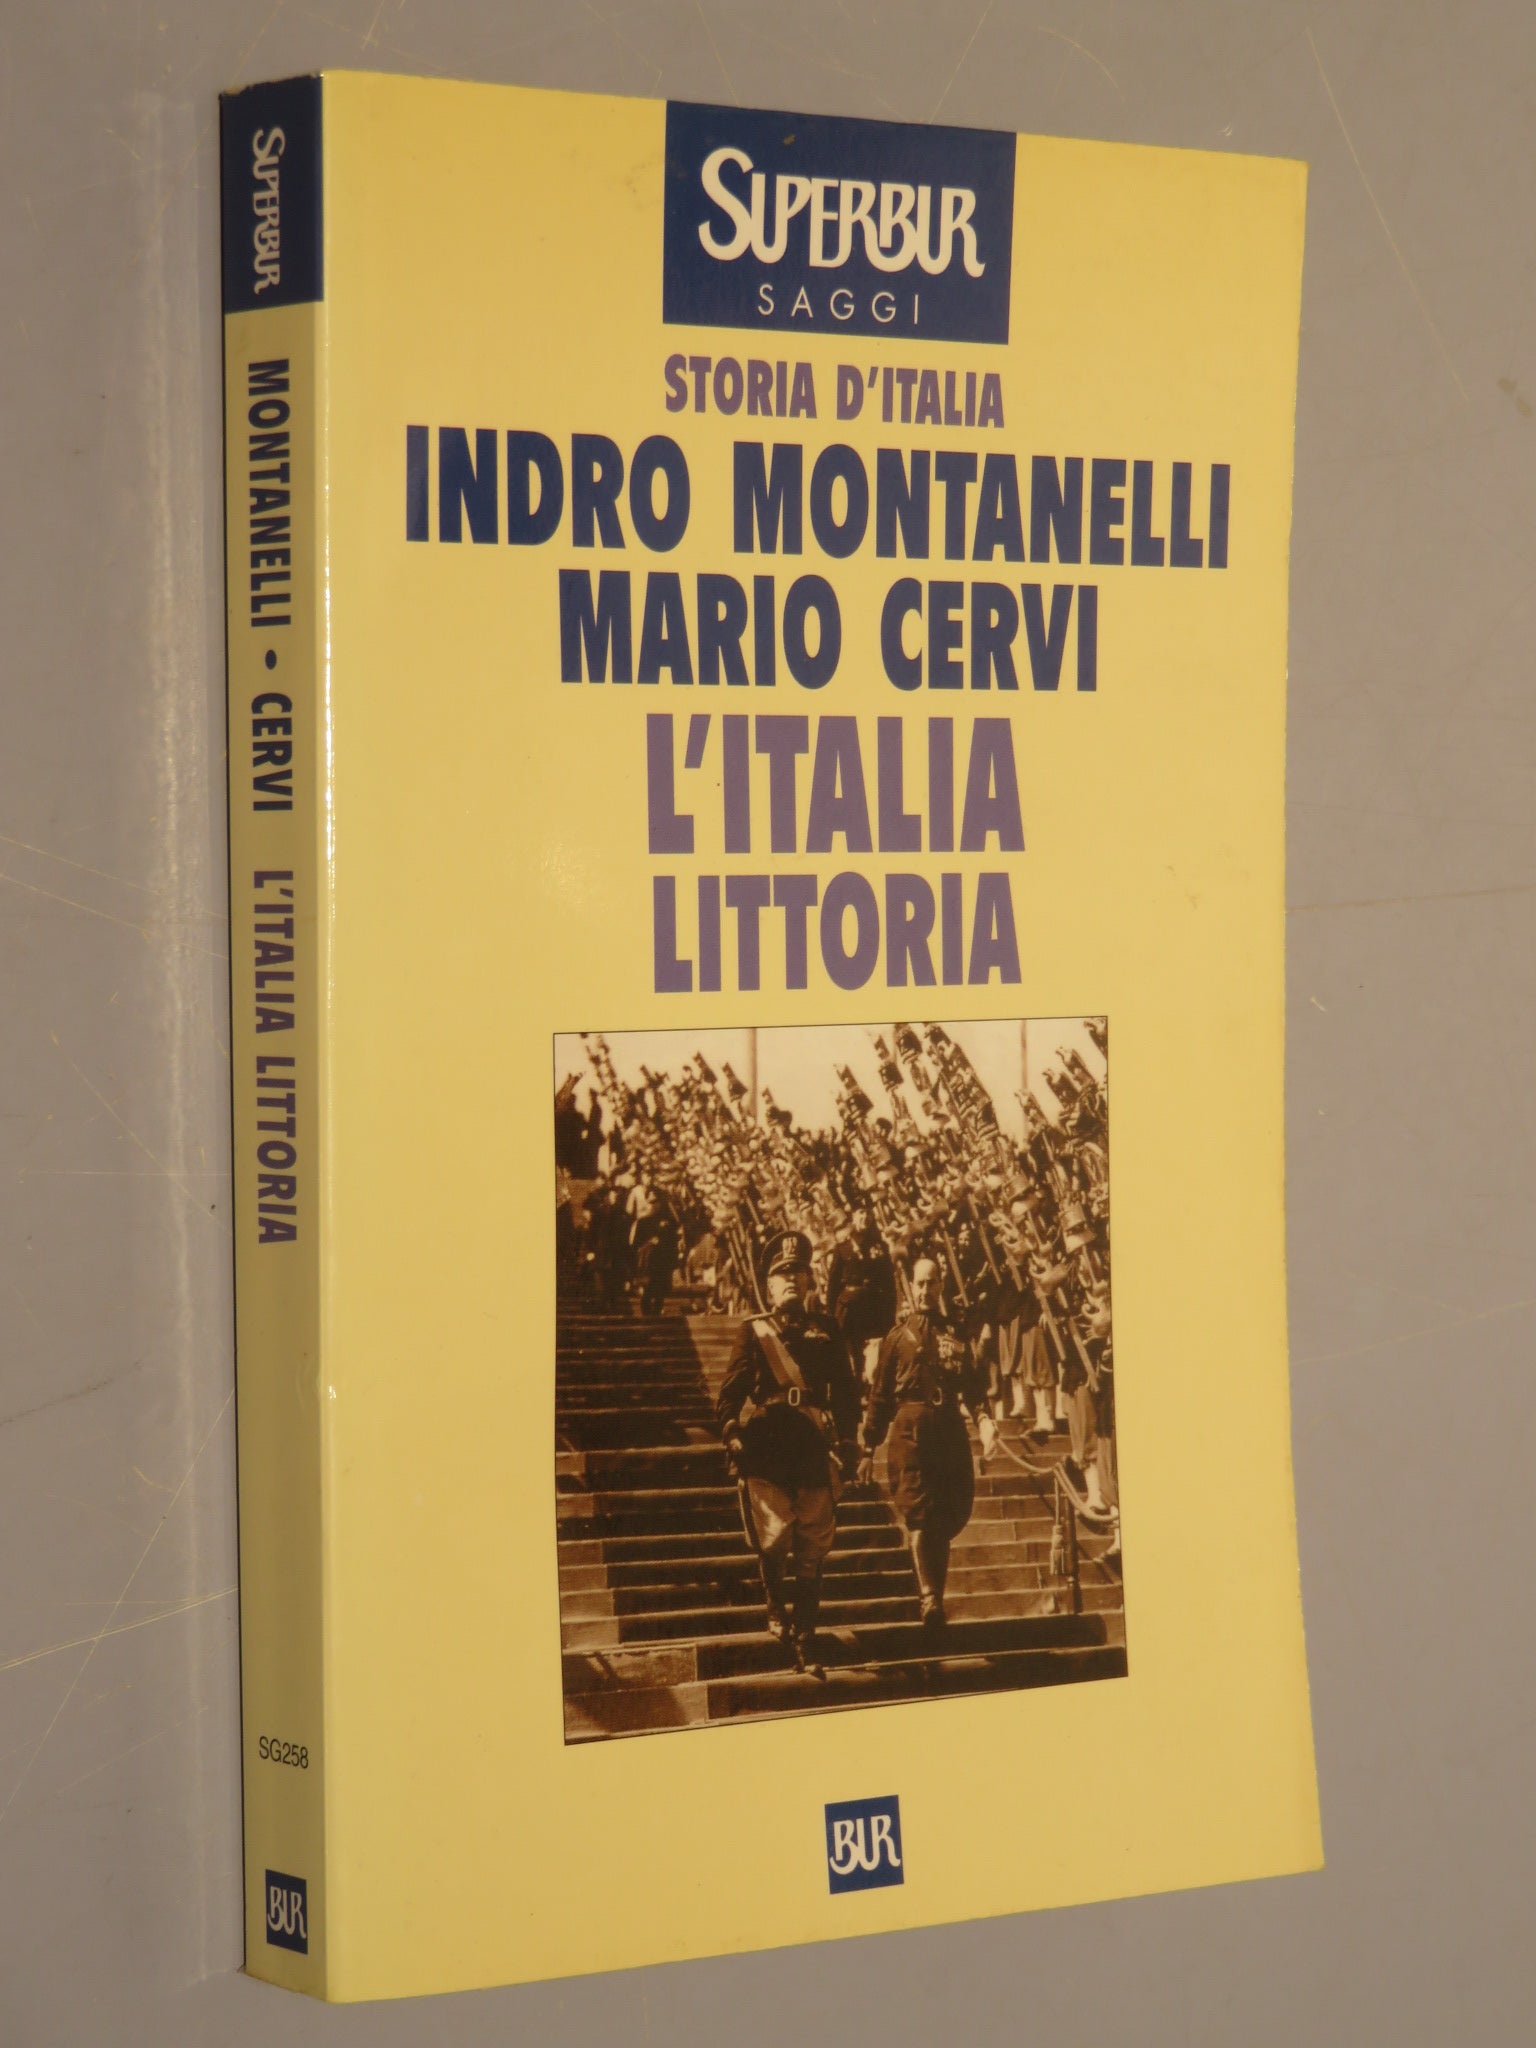 SUPERBUR
SAGGI
STORIA D'ITALIA
INDRO MONTANELLI
MARIO CERVI
L'ITALIA
LITTORIA
BUR
SUPERBUR
MONTANELLI • CERVI L'ITALIA LITTORIA
SG258
BUR